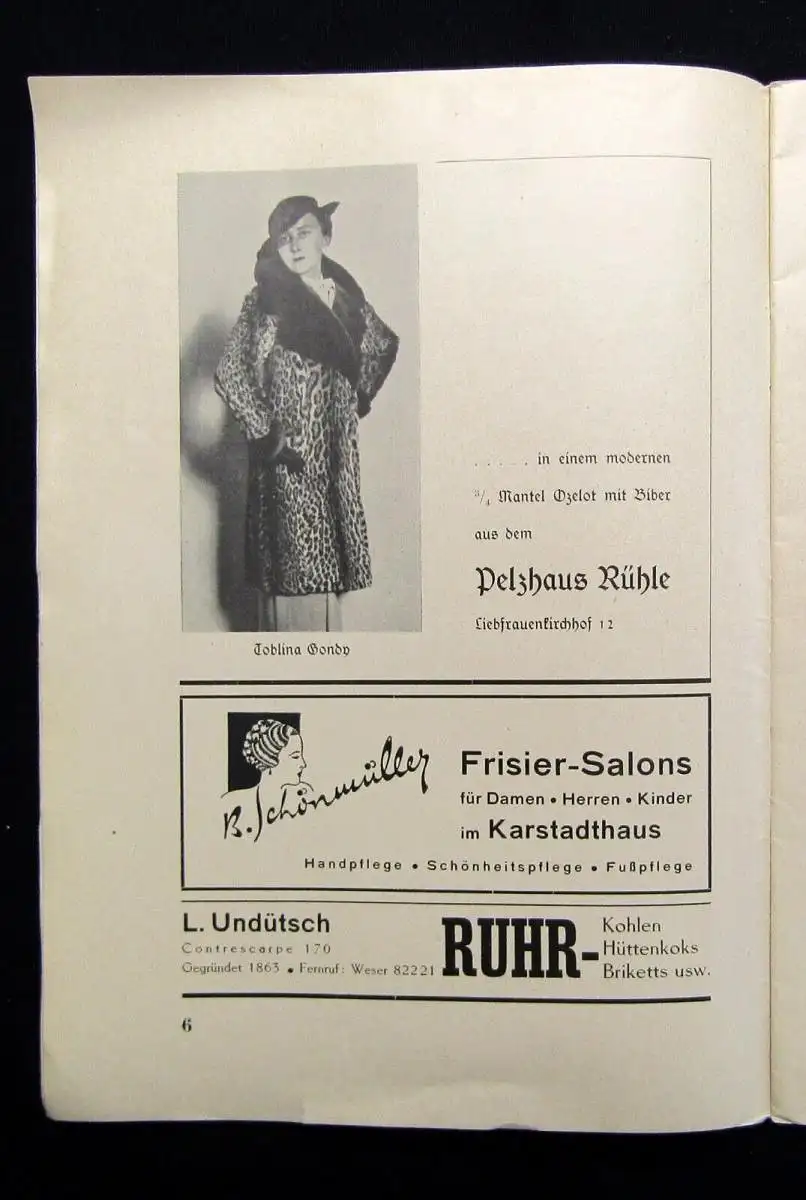 . . . . . in einem modernen
3/4 Mantel Ozelot mit Biber
aus dem
Pelzhaus Rühle
Liebfrauenkirchhof 12
Toblina Gondy
B. Schönmüller
Frisier-Salons
für Damen • Herren • Kinder
im Karstadthaus
Handpflege • Schönheitspflege • Fußpflege
L. Undütsch
Contrescarpe 170
Gegründet 1863 • Fernruf: Weser 82221
RUHR-
Kohlen
Hüttenkoks
Briketts usw.
6